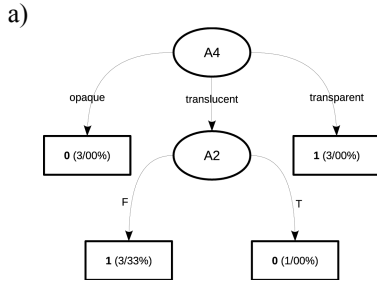 a)
A4
opaque
translucent
transparent
0 (3/00%)
A2
1 (3/00%)
F
T
1 (3/33%)
0 (1/00%)